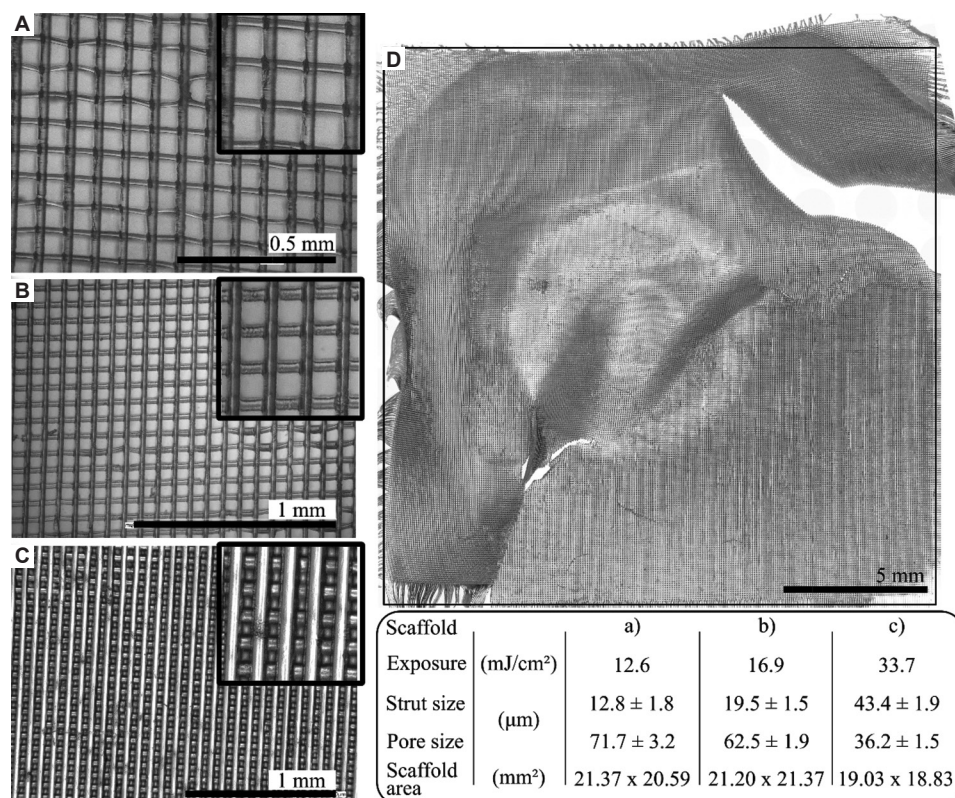 A
0.5 mm
B
1 mm
C
1 mm
D
5 mm
Scaffold a) b) c)
Exposure (mJ/cm²) 12.6 16.9 33.7
Strut size (μm) 12.8 ± 1.8 19.5 ± 1.5 43.4 ± 1.9
Pore size 71.7 ± 3.2 62.5 ± 1.9 36.2 ± 1.5
Scaffold area (mm²) 21.37 x 20.59 21.20 x 21.37 19.03 x 18.83